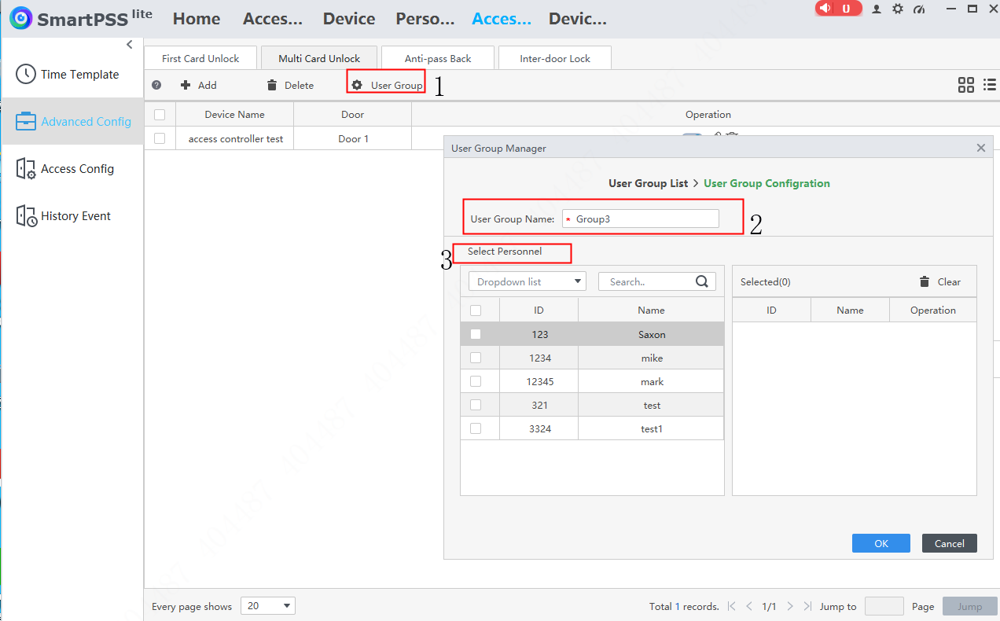 SmartPSS lite Home Acces... Device Perso... Acces... Devic... 0
First Card Unlock Multi Card Unlock Anti-pass Back Inter-door Lock
Time Template
Add Delete User Group 1
Device Name Door Operation
Advanced Config
access controller test Door 1
User Group Manager
Access Config
User Group List > User Group Configration
History Event
User Group Name: * Group3 2
3 Select Personnel
Dropdown list Search.. Selected(0) Clear
ID Name ID Name Operation
123 Saxon
1234 mike
12345 mark
321 test
3324 test1
OK Cancel
Every page shows 20 Total 1 records. 1/1 Jump to Page Jump
104487 104487 104487 104487